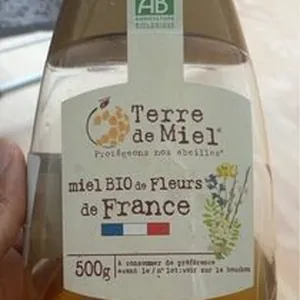 AB
AGRICULTURE
BIOLOGIQUE
Terre
de Miel®
Protégeons nos abeilles
miel BIO de Fleurs
de France
500g
à consommer de préférence
avant le/n°lot: voir sur le bouchon